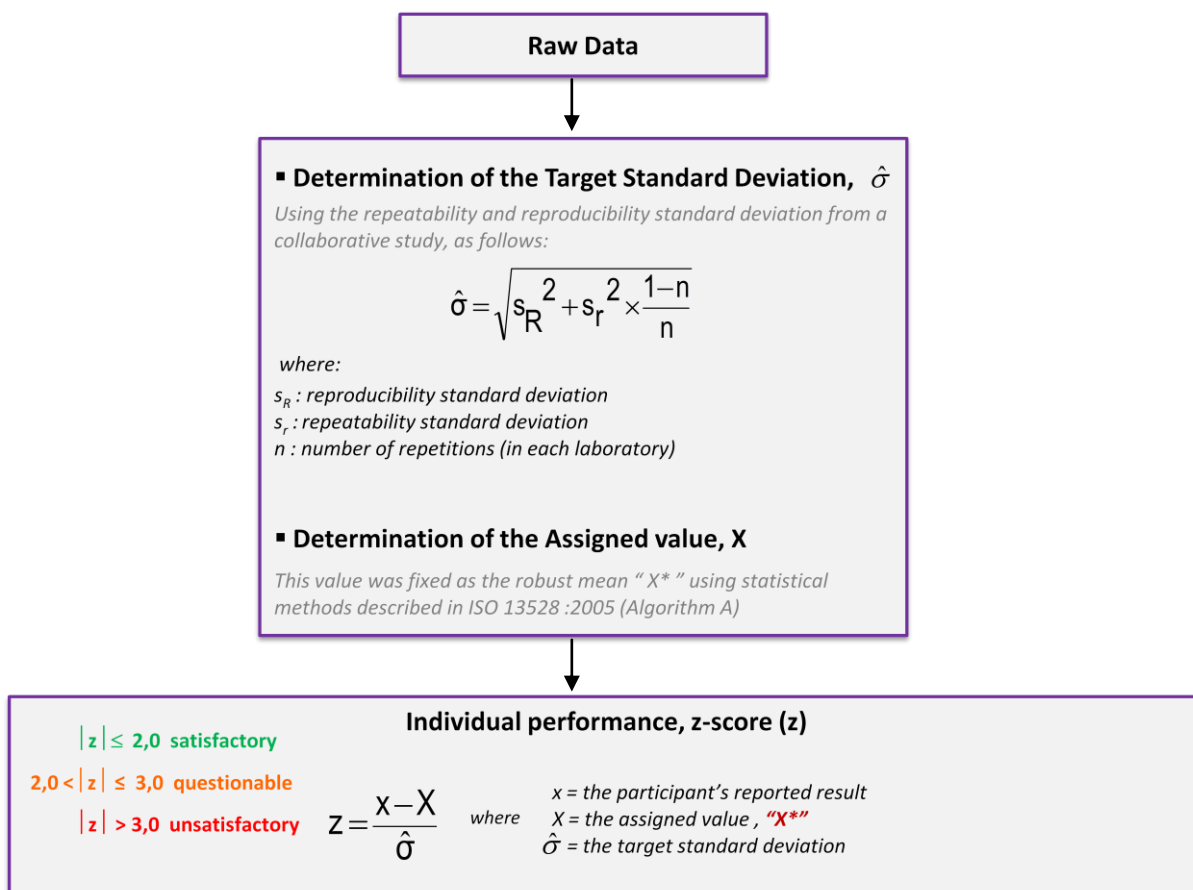 Raw Data
▪ Determination of the Target Standard Deviation, σ̂
Using the repeatability and reproducibility standard deviation from a
collaborative study, as follows:
σ̂ = √(s_R² + s_r² × (1−n)/n)
where:
s_R : reproducibility standard deviation
s_r : repeatability standard deviation
n : number of repetitions (in each laboratory)
▪ Determination of the Assigned value, X
This value was fixed as the robust mean “ X* ” using statistical
methods described in ISO 13528 :2005 (Algorithm A)
Individual performance, z-score (z)
|z| ≤ 2,0 satisfactory
2,0 < |z| ≤ 3,0 questionable
|z| > 3,0 unsatisfactory
z = (x−X)/σ̂
where
x = the participant’s reported result
X = the assigned value , “X*”
σ̂ = the target standard deviation